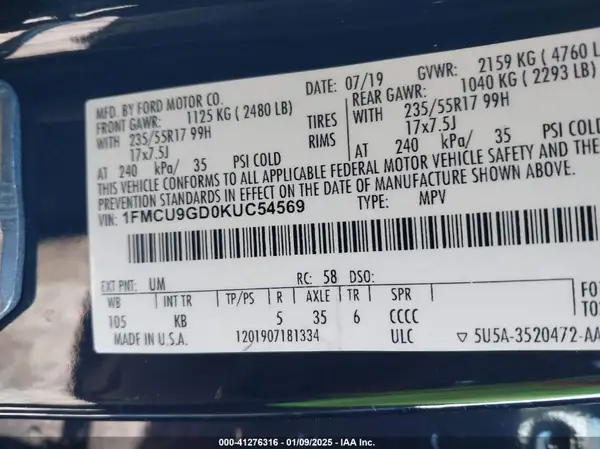 MFD. BY FORD MOTOR CO. DATE: 07/19 GVWR: 2159 KG ( 4760 L
FRONT GAWR: 1125 KG ( 2480 LB) REAR GAWR: 1040 KG ( 2293 LB)
WITH 235/55R17 99H TIRES WITH 235/55R17 99H
17x7.5J RIMS 17x7.5J
AT 240 kPa/ 35 PSI COLD AT 240 kPa/ 35 PSI COLD
THIS VEHICLE CONFORMS TO ALL APPLICABLE FEDERAL MOTOR VEHICLE SAFETY AND THE
PREVENTION STANDARDS IN EFFECT ON THE DATE OF MANUFACTURE SHOWN ABOVE.
VIN: 1FMCU9GD0KUC54569 TYPE: MPV
EXT PNT: UM RC: 58 DSO:
WB INT TR TP/PS R AXLE TR SPR
105 KB 5 35 6 CCCC
MADE IN U.S.A. 1201907181334 ULC ▽ 5U5A-3520472-AA
FO
T072
000-41276316 - 01/09/2025 - IAA Inc.